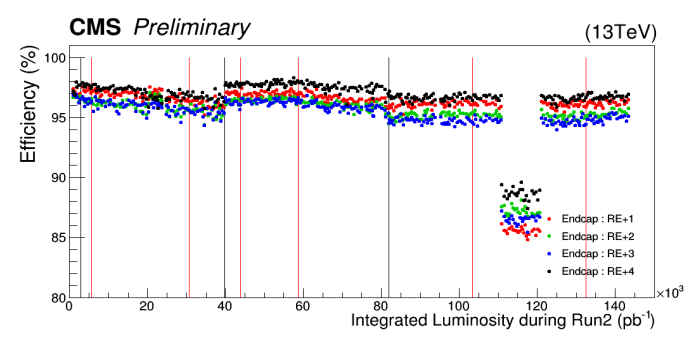 CMS Preliminary (13TeV)
Efficiency (%)
100
95
90
85
80
Endcap : RE+1
Endcap : RE+2
Endcap : RE+3
Endcap : RE+4
0 20 40 60 80 100 120 140 ×10³
Integrated Luminosity during Run2 (pb⁻¹)